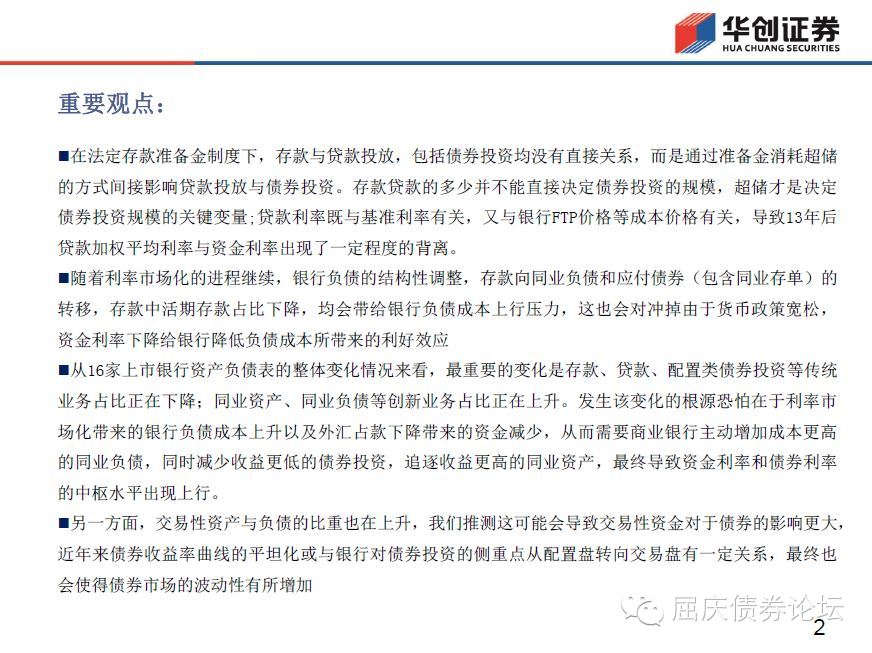 华创证券
HUA CHUANG SECURITIES
重要观点：
■在法定存款准备金制度下，存款与贷款投放，包括债券投资均没有直接关系，而是通过准备金消耗超储
的方式间接影响贷款投放与债券投资。存款贷款的多少并不能直接决定债券投资的规模，超储才是决定
债券投资规模的关键变量;贷款利率既与基准利率有关，又与银行FTP价格等成本价格有关，导致13年后
贷款加权平均利率与资金利率出现了一定程度的背离。
■随着利率市场化的进程继续，银行负债的结构性调整，存款向同业负债和应付债券（包含同业存单）的
转移，存款中活期存款占比下降，均会带给银行负债成本上行压力，这也会对冲掉由于货币政策宽松，
资金利率下降给银行降低负债成本所带来的利好效应
■从16家上市银行资产负债表的整体变化情况来看，最重要的变化是存款、贷款、配置类债券投资等传统
业务占比正在下降；同业资产、同业负债等创新业务占比正在上升。发生该变化的根源恐怕在于利率市
场化带来的银行负债成本上升以及外汇占款下降带来的资金减少，从而需要商业银行主动增加成本更高
的同业负债，同时减少收益更低的债券投资，追逐收益更高的同业资产，最终导致资金利率和债券利率
的中枢水平出现上行。
■另一方面，交易性资产与负债的比重也在上升，我们推测这可能会导致交易性资金对于债券的影响更大，
近年来债券收益率曲线的平坦化或与银行对债券投资的侧重点从配置盘转向交易盘有一定关系，最终也
会使得债券市场的波动性有所增加
屈庆债券论坛
2